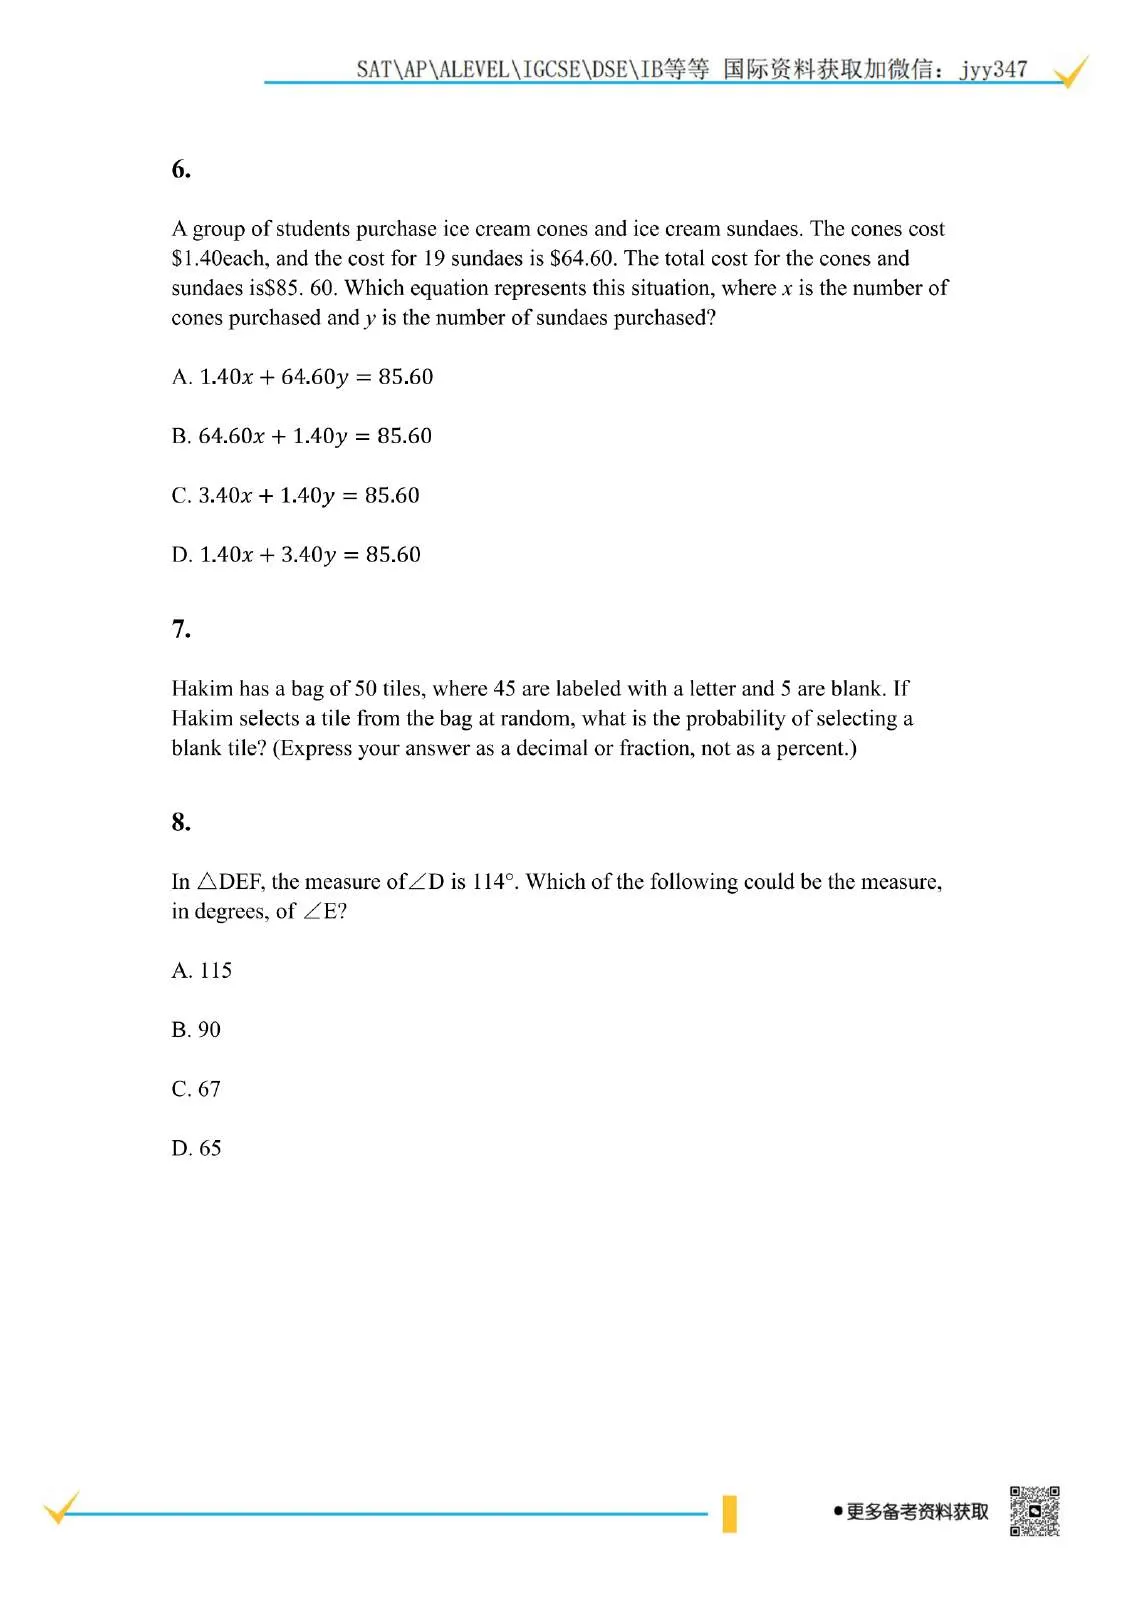 SAT\AP\ALEVEL\IGCSE\DSE\IB等等 国际资料获取加微信：jyy347
6.
A group of students purchase ice cream cones and ice cream sundaes. The cones cost
$1.40each, and the cost for 19 sundaes is $64.60. The total cost for the cones and
sundaes is$85. 60. Which equation represents this situation, where x is the number of
cones purchased and y is the number of sundaes purchased?
A. 1.40x + 64.60y = 85.60
B. 64.60x + 1.40y = 85.60
C. 3.40x + 1.40y = 85.60
D. 1.40x + 3.40y = 85.60
7.
Hakim has a bag of 50 tiles, where 45 are labeled with a letter and 5 are blank. If
Hakim selects a tile from the bag at random, what is the probability of selecting a
blank tile? (Express your answer as a decimal or fraction, not as a percent.)
8.
In △DEF, the measure of∠D is 114°. Which of the following could be the measure,
in degrees, of ∠E?
A. 115
B. 90
C. 67
D. 65
•更多备考资料获取